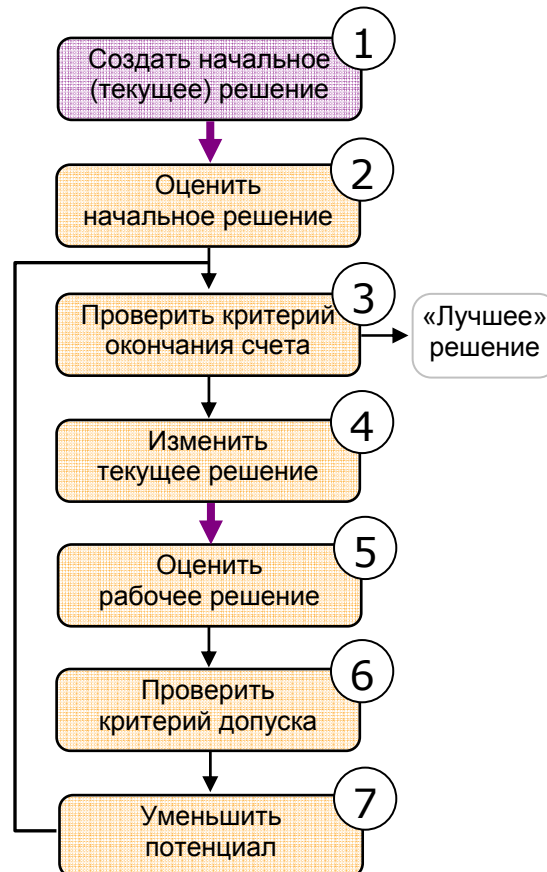 1
Создать начальное
(текущее) решение
2
Оценить
начальное решение
3
Проверить критерий
окончания счета
«Лучшее»
решение
4
Изменить
текущее решение
5
Оценить
рабочее решение
6
Проверить
критерий допуска
7
Уменьшить
потенциал